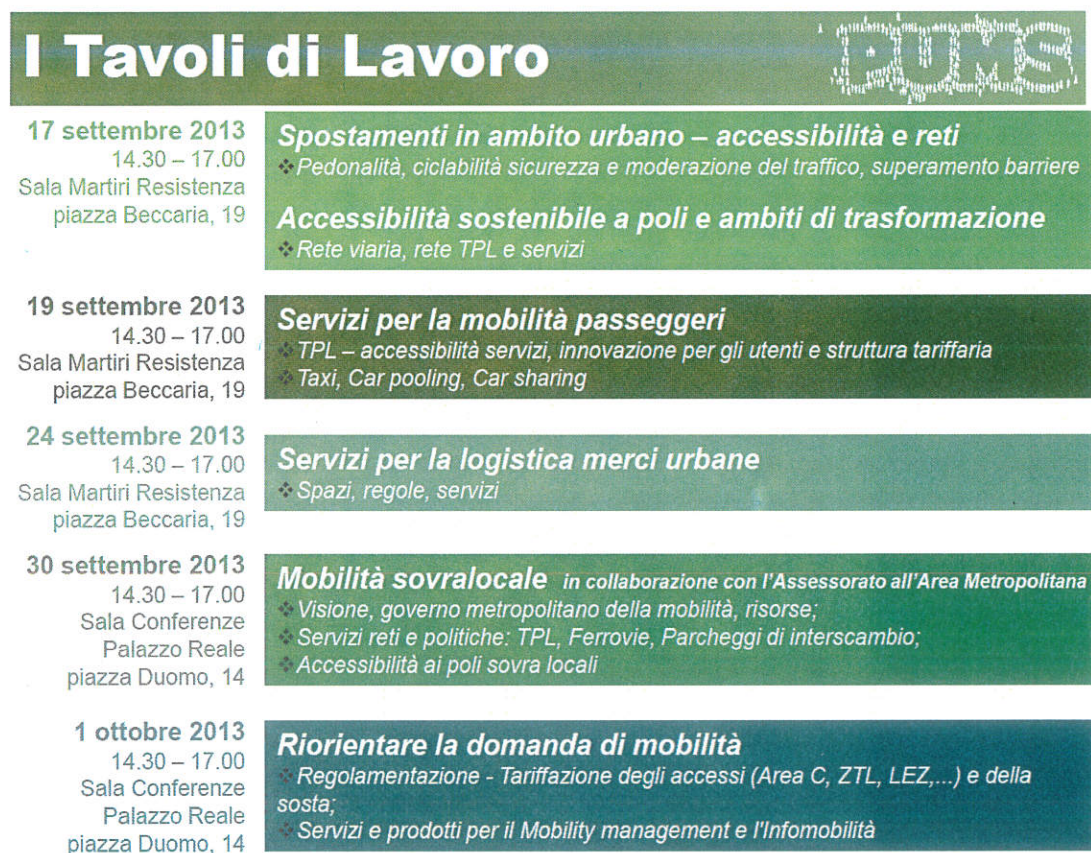 I Tavoli di Lavoro
PUMS
17 settembre 2013
14.30 – 17.00
Sala Martiri Resistenza
piazza Beccaria, 19
Spostamenti in ambito urbano – accessibilità e reti
❖Pedonalità, ciclabilità sicurezza e moderazione del traffico, superamento barriere
Accessibilità sostenibile a poli e ambiti di trasformazione
❖Rete viaria, rete TPL e servizi
19 settembre 2013
14.30 – 17.00
Sala Martiri Resistenza
piazza Beccaria, 19
Servizi per la mobilità passeggeri
❖TPL – accessibilità servizi, innovazione per gli utenti e struttura tariffaria
❖Taxi, Car pooling, Car sharing
24 settembre 2013
14.30 – 17.00
Sala Martiri Resistenza
piazza Beccaria, 19
Servizi per la logistica merci urbane
❖Spazi, regole, servizi
30 settembre 2013
14.30 – 17.00
Sala Conferenze
Palazzo Reale
piazza Duomo, 14
Mobilità sovralocale in collaborazione con l'Assessorato all'Area Metropolitana
❖Visione, governo metropolitano della mobilità, risorse;
❖Servizi reti e politiche: TPL, Ferrovie, Parcheggi di interscambio;
❖Accessibilità ai poli sovra locali
1 ottobre 2013
14.30 – 17.00
Sala Conferenze
Palazzo Reale
piazza Duomo, 14
Riorientare la domanda di mobilità
❖Regolamentazione - Tariffazione degli accessi (Area C, ZTL, LEZ,...) e della
sosta;
❖Servizi e prodotti per il Mobility management e l'Infomobilità